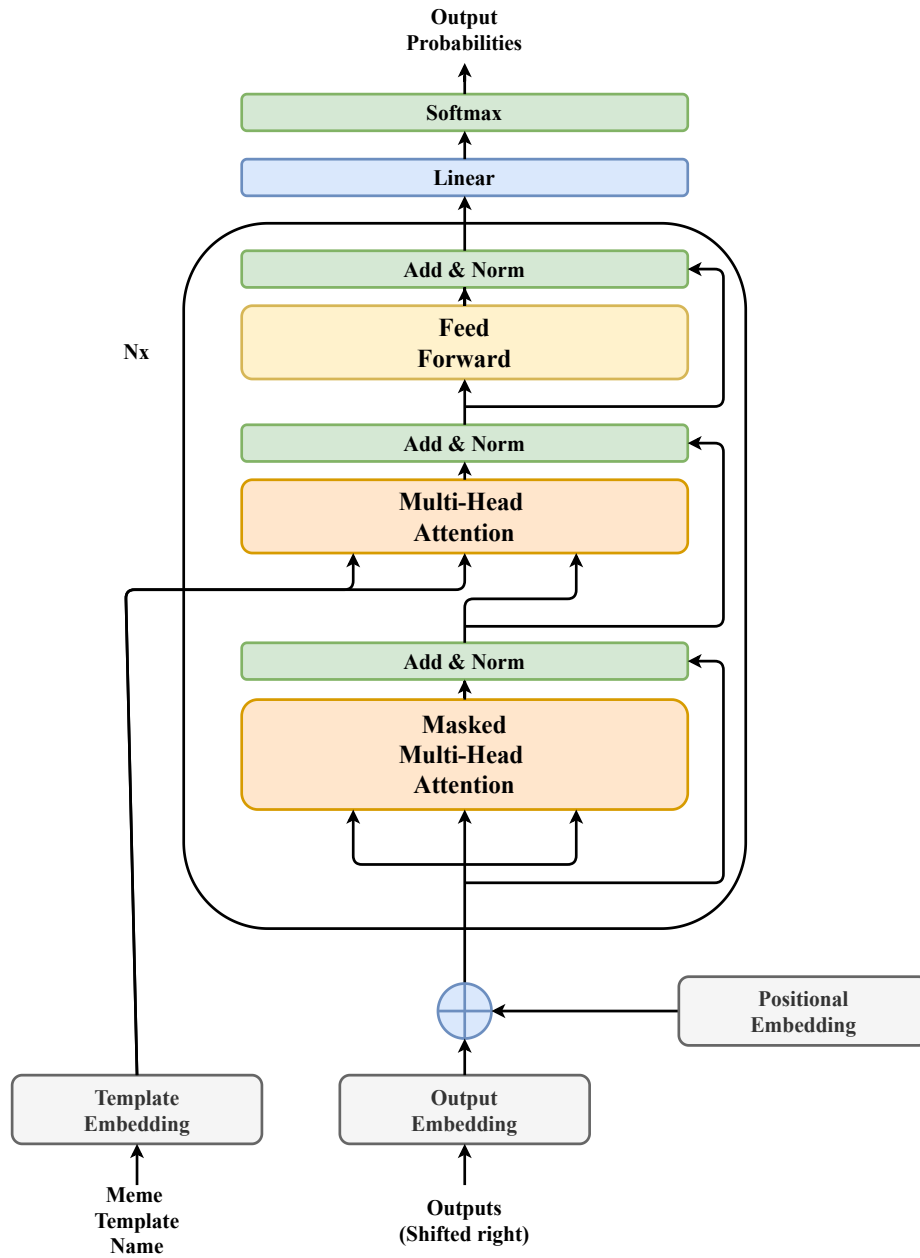 Output
Probabilities
Softmax
Linear
Add & Norm
Feed
Forward
Nx
Add & Norm
Multi-Head
Attention
Add & Norm
Masked
Multi-Head
Attention
Positional
Embedding
Template
Embedding
Output
Embedding
Meme
Template
Name
Outputs
(Shifted right)